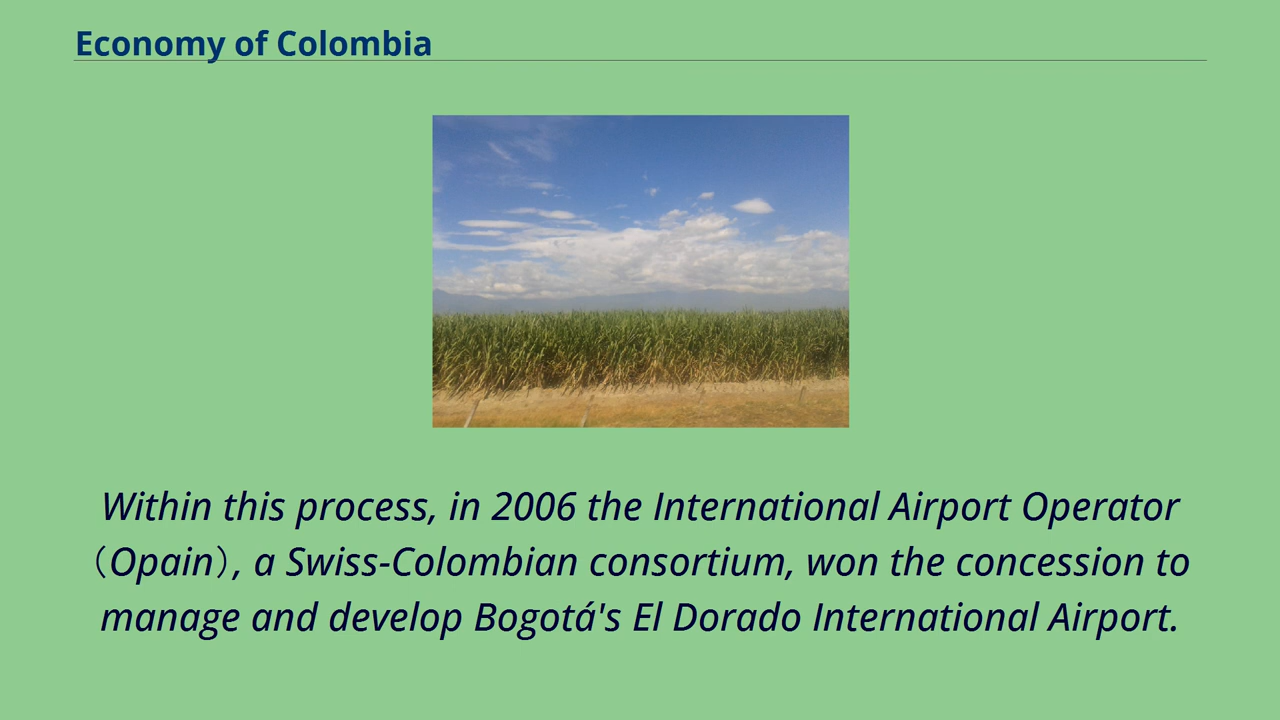 Economy of Colombia
Within this process, in 2006 the International Airport Operator
（Opain）, a Swiss-Colombian consortium, won the concession to
manage and develop Bogotá's El Dorado International Airport.